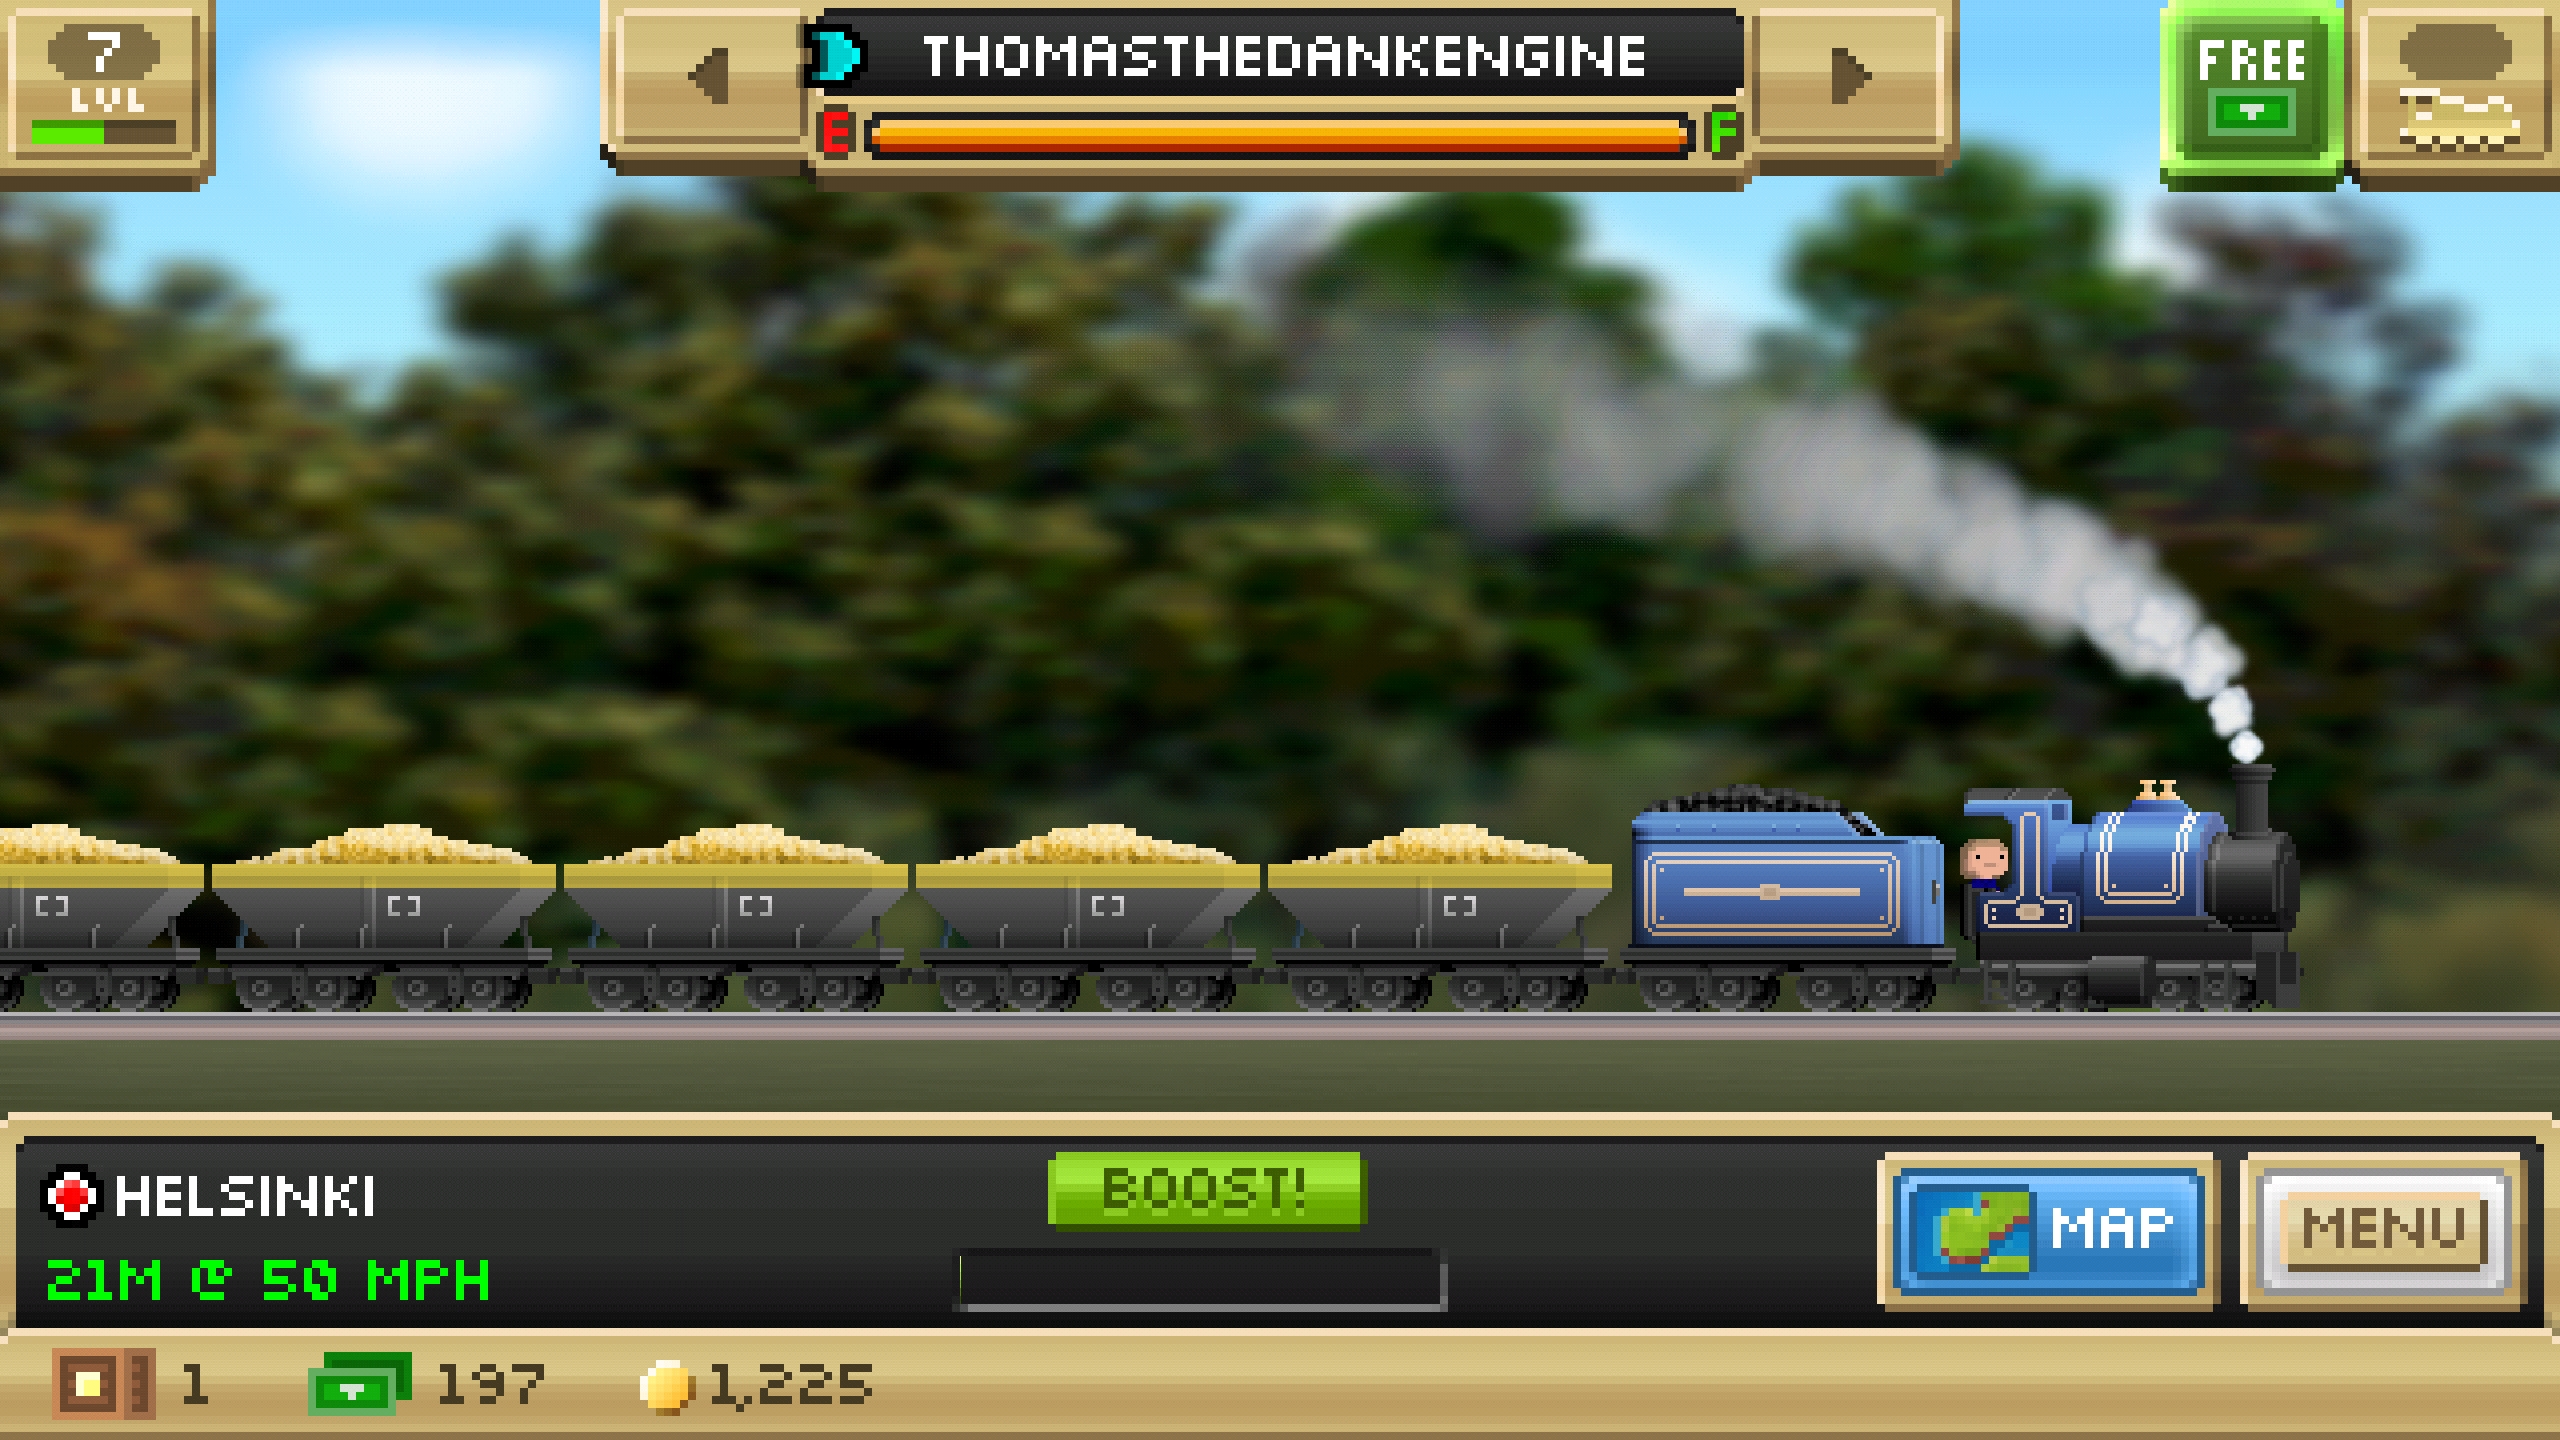 7
LVL
THOMASTHEDANKENGINE
E F
FREE
HELSINKI
21M @ 50 MPH
BOOST!
MAP
MENU
1
197
1,225